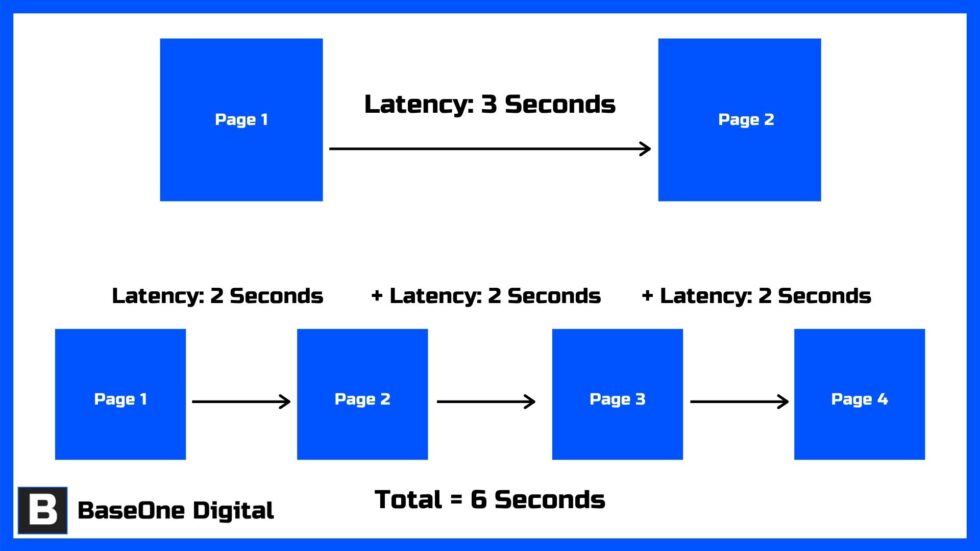 Page 1
Latency: 3 Seconds
Page 2
Latency: 2 Seconds
+ Latency: 2 Seconds
+ Latency: 2 Seconds
Page 1
Page 2
Page 3
Page 4
Total = 6 Seconds
B
BaseOne Digital